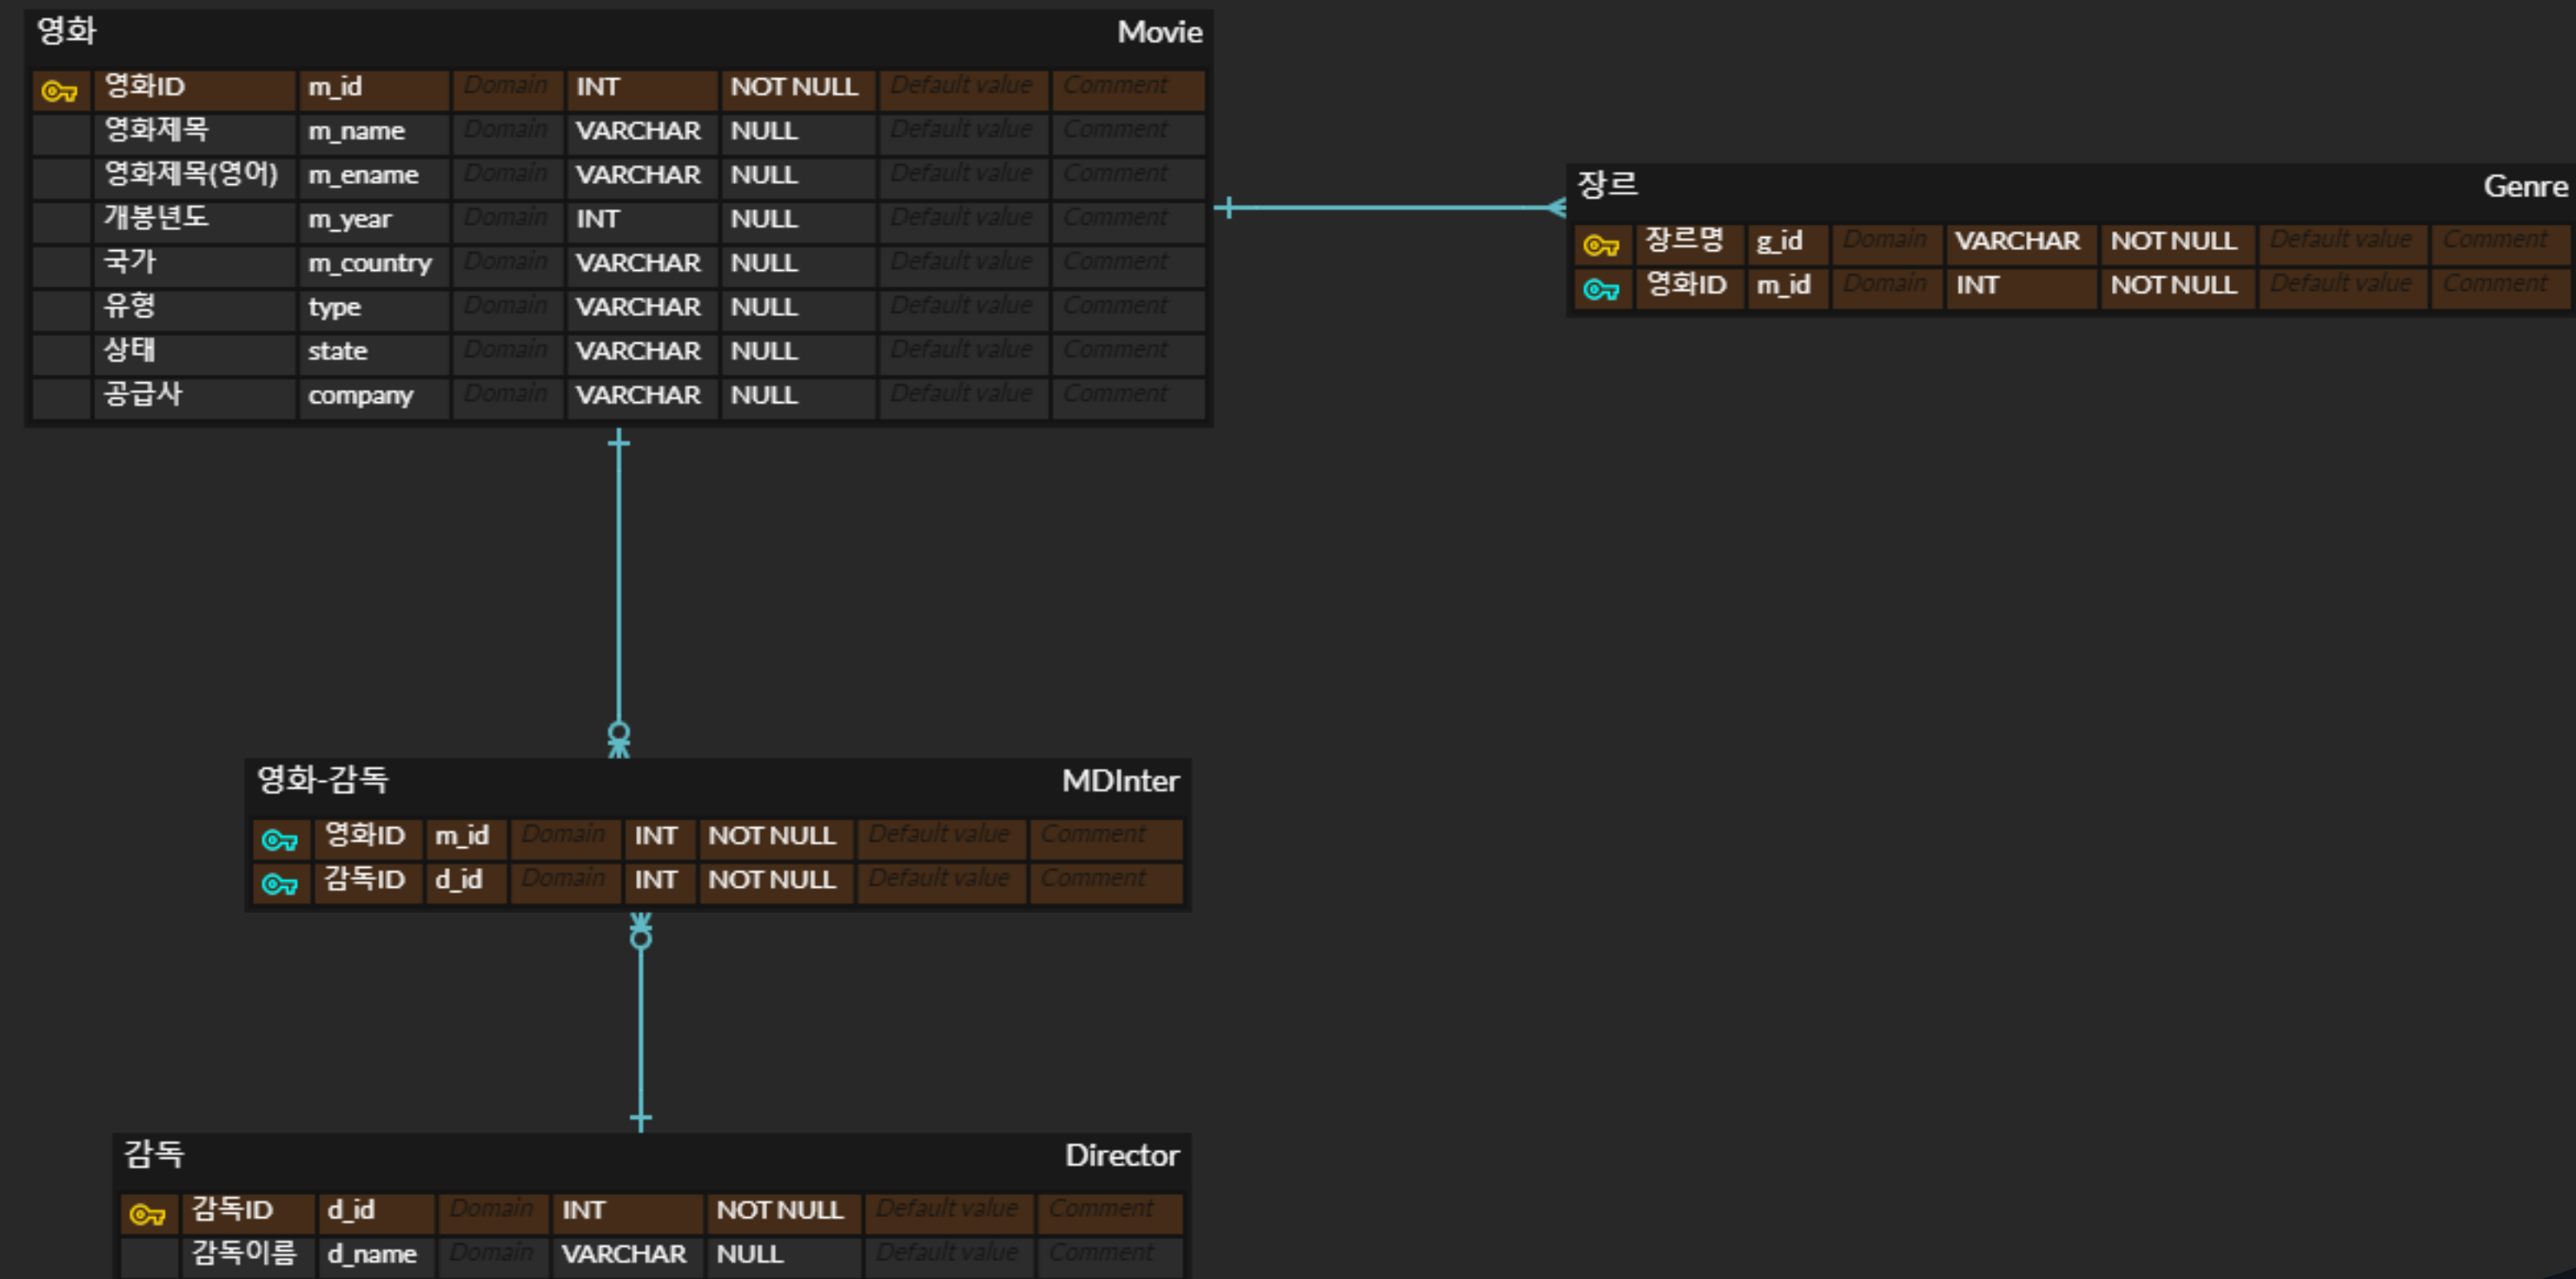 영화 Movie
영화ID m_id Domain INT NOT NULL Default value Comment
영화제목 m_name Domain VARCHAR NULL Default value Comment
영화제목(영어) m_ename Domain VARCHAR NULL Default value Comment
개봉년도 m_year Domain INT NULL Default value Comment
국가 m_country Domain VARCHAR NULL Default value Comment
유형 type Domain VARCHAR NULL Default value Comment
상태 state Domain VARCHAR NULL Default value Comment
공급사 company Domain VARCHAR NULL Default value Comment
장르 Genre
장르명 g_id Domain VARCHAR NOT NULL Default value Comment
영화ID m_id Domain INT NOT NULL Default value Comment
영화-감독 MDInter
영화ID m_id Domain INT NOT NULL Default value Comment
감독ID d_id Domain INT NOT NULL Default value Comment
감독 Director
감독ID d_id Domain INT NOT NULL Default value Comment
감독이름 d_name Domain VARCHAR NULL Default value Comment